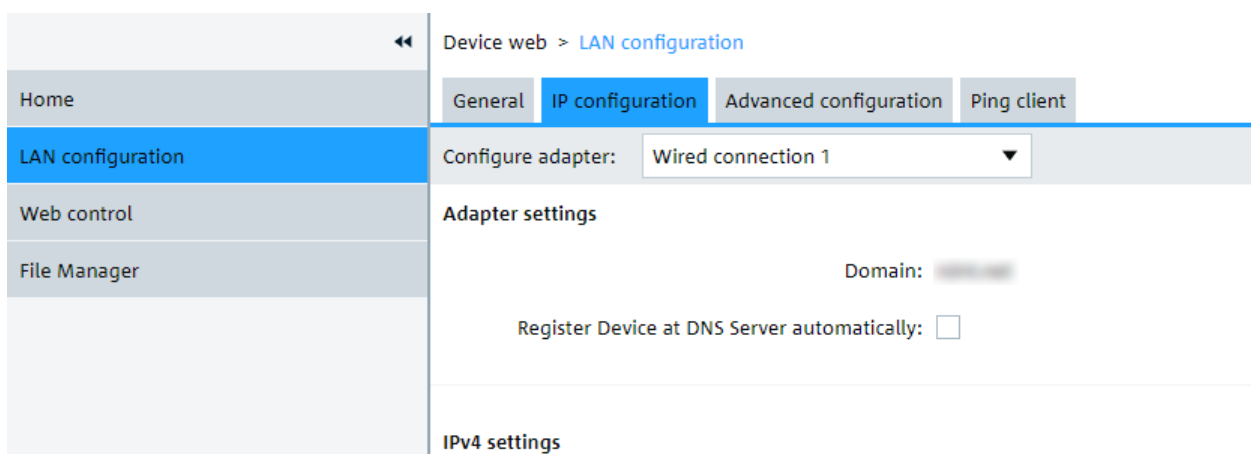 Device web > LAN configuration
Home
LAN configuration
Web control
File Manager
General IP configuration Advanced configuration Ping client
Configure adapter: Wired connection 1
Adapter settings
Domain:
Register Device at DNS Server automatically:
IPv4 settings